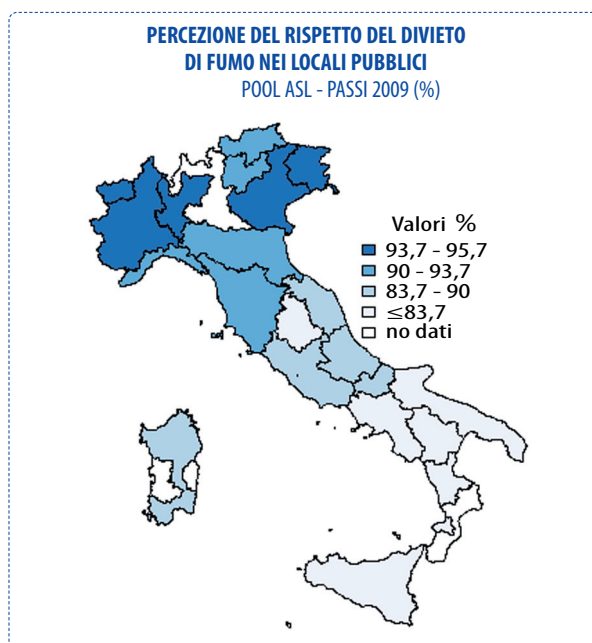 PERCEZIONE DEL RISPETTO DEL DIVIETO
DI FUMO NEI LOCALI PUBBLICI
POOL ASL - PASSI 2009 (%)
Valori %
93,7 - 95,7
90 - 93,7
83,7 - 90
≤83,7
no dati